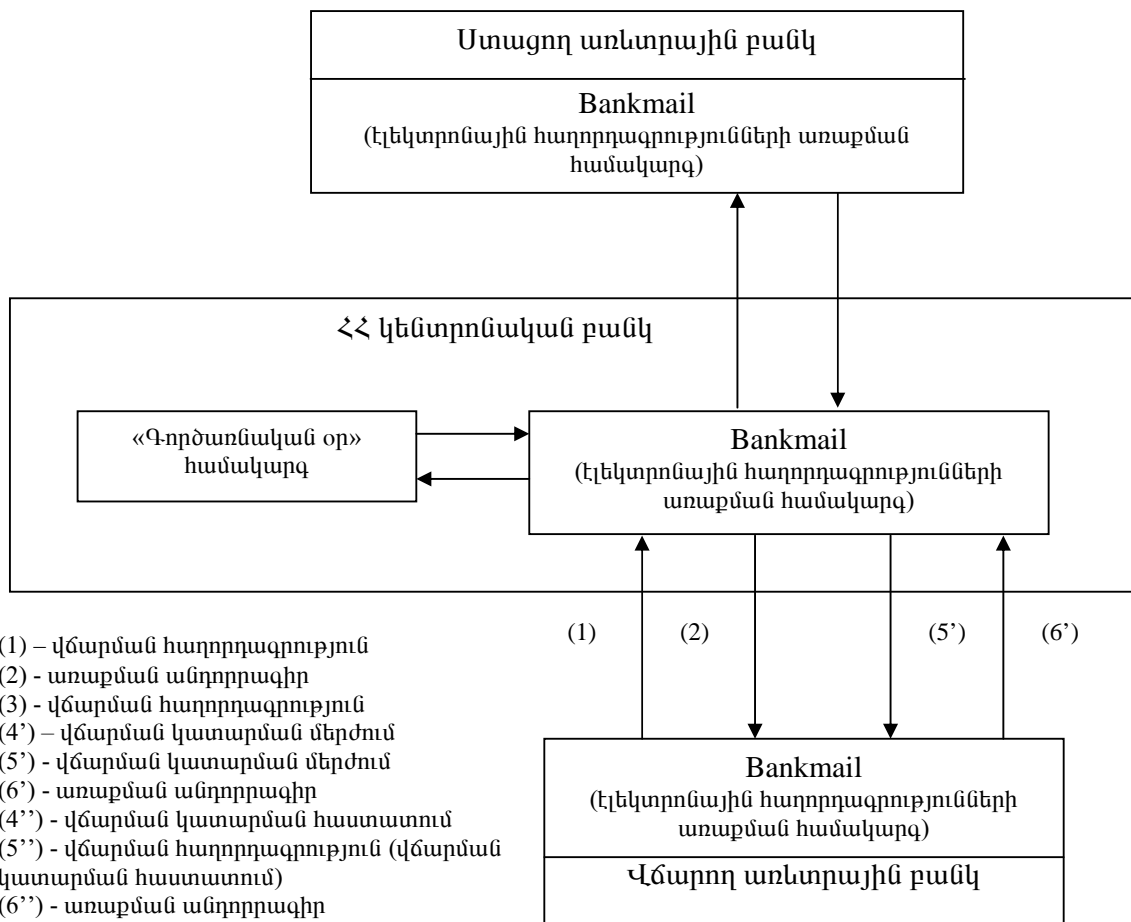 Ստացող առևտրային բանկ
Bankmail
(էլեկտրոնային հաղորդագրությունների առաքման
համակարգ)
ՀՀ կենտրոնական բանկ
«Գործառնական օր»
համակարգ
Bankmail
(էլեկտրոնային հաղորդագրությունների
առաքման համակարգ)
(1) (2) (5’) (6’)
(1) – վճարման հաղորդագրություն
(2) - առաքման անդորրագիր
(3) - վճարման հաղորդագրություն
(4’) – վճարման կատարման մերժում
(5’) - վճարման կատարման մերժում
(6’) - առաքման անդորրագիր
(4’’) - վճարման կատարման հաստատում
(5’’) - վճարման հաղորդագրություն (վճարման
կատարման հաստատում)
(6’’) - առաքման անդորրագիր
Bankmail
(էլեկտրոնային հաղորդագրությունների
առաքման համակարգ)
Վճարող առևտրային բանկ